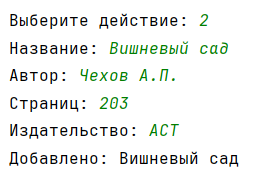 Выберите действие: 2
Название: Вишневый сад
Автор: Чехов А.П.
Страниц: 203
Издательство: АСТ
Добавлено: Вишневый сад